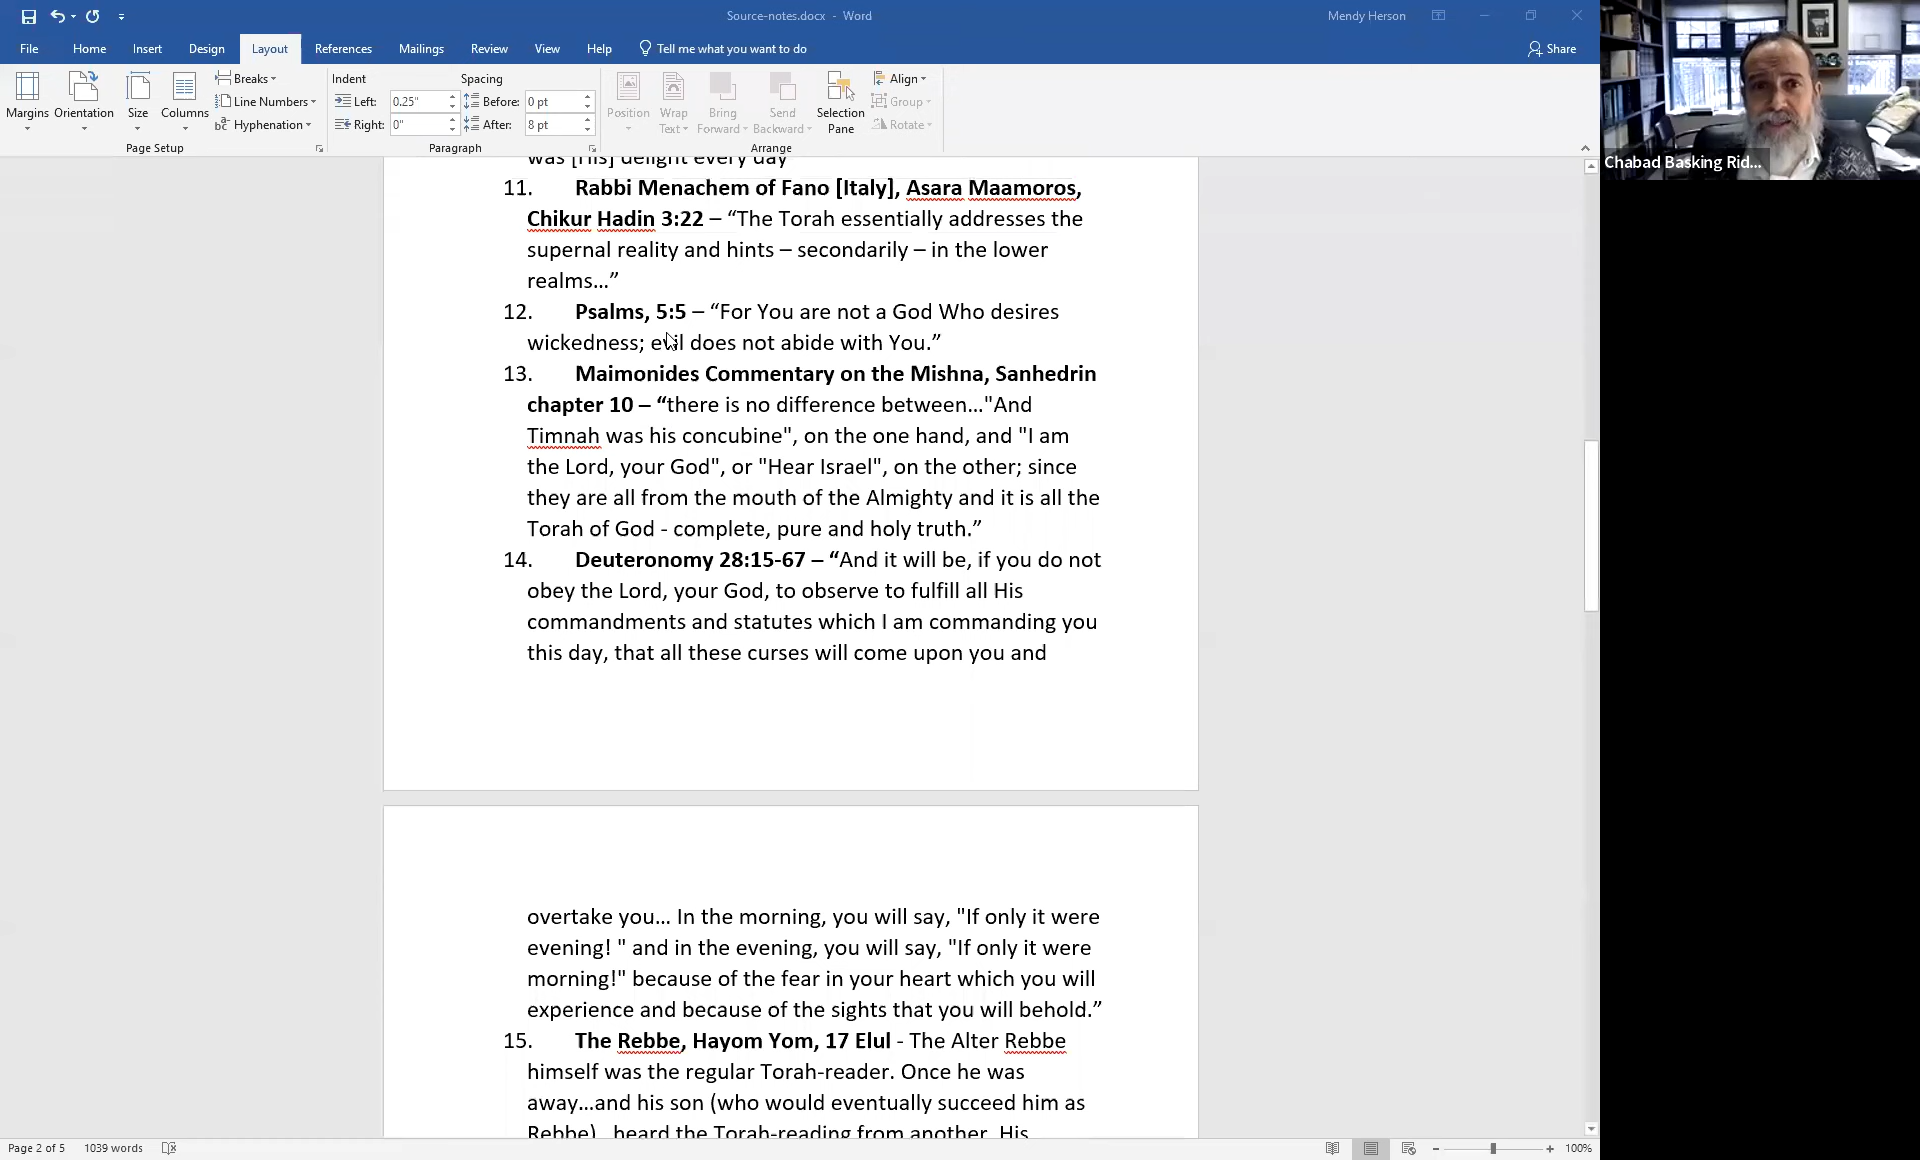 Source-notes.docx - Word
Mendy Herson
File Home Insert Design Layout References Mailings Review View Help Tell me what you want to do Share
Margins Orientation Size Columns
Breaks
Line Numbers
Hyphenation
Page Setup
Indent Spacing
Left: 0.25" Before: 0 pt
Right: 0" After: 8 pt
Paragraph
Position Wrap Text Bring Forward Send Backward Selection Pane
Align
Group
Rotate
Arrange
Chabad Basking Rid...
was [His] delight every day
11. Rabbi Menachem of Fano [Italy], Asara Maamoros,
Chikur Hadin 3:22 – “The Torah essentially addresses the
supernal reality and hints – secondarily – in the lower
realms…”
12. Psalms, 5:5 – “For You are not a God Who desires
wickedness; evil does not abide with You.”
13. Maimonides Commentary on the Mishna, Sanhedrin
chapter 10 – “there is no difference between…"And
Timnah was his concubine", on the one hand, and "I am
the Lord, your God", or "Hear Israel", on the other; since
they are all from the mouth of the Almighty and it is all the
Torah of God - complete, pure and holy truth.”
14. Deuteronomy 28:15-67 – “And it will be, if you do not
obey the Lord, your God, to observe to fulfill all His
commandments and statutes which I am commanding you
this day, that all these curses will come upon you and
overtake you… In the morning, you will say, "If only it were
evening! " and in the evening, you will say, "If only it were
morning!" because of the fear in your heart which you will
experience and because of the sights that you will behold.”
15. The Rebbe, Hayom Yom, 17 Elul - The Alter Rebbe
himself was the regular Torah-reader. Once he was
away…and his son (who would eventually succeed him as
Rebbe) heard the Torah-reading from another. His
Page 2 of 5 1039 words 100%